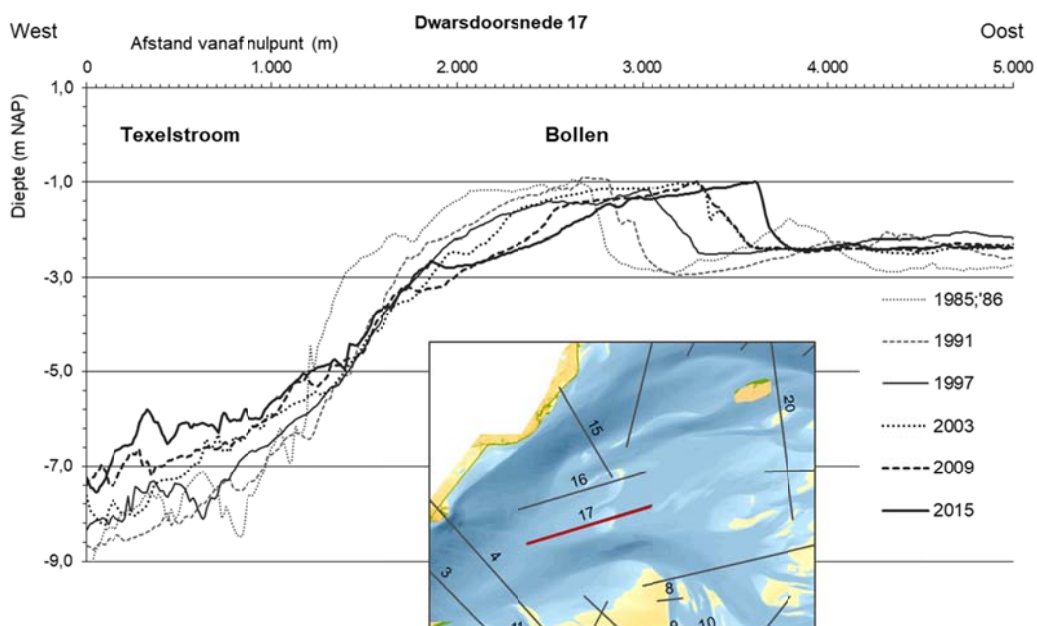 Dwarsdoorsnede 17
West
Oost
Afstand vanaf nulpunt (m)
0 1.000 2.000 3.000 4.000 5.000
1,0
-1,0
-3,0
-5,0
-7,0
-9,0
Diepte (m NAP)
Texelstroom
Bollen
1985;'86
1991
1997
2003
2009
2015
15
20
16
17
4
3
8
10